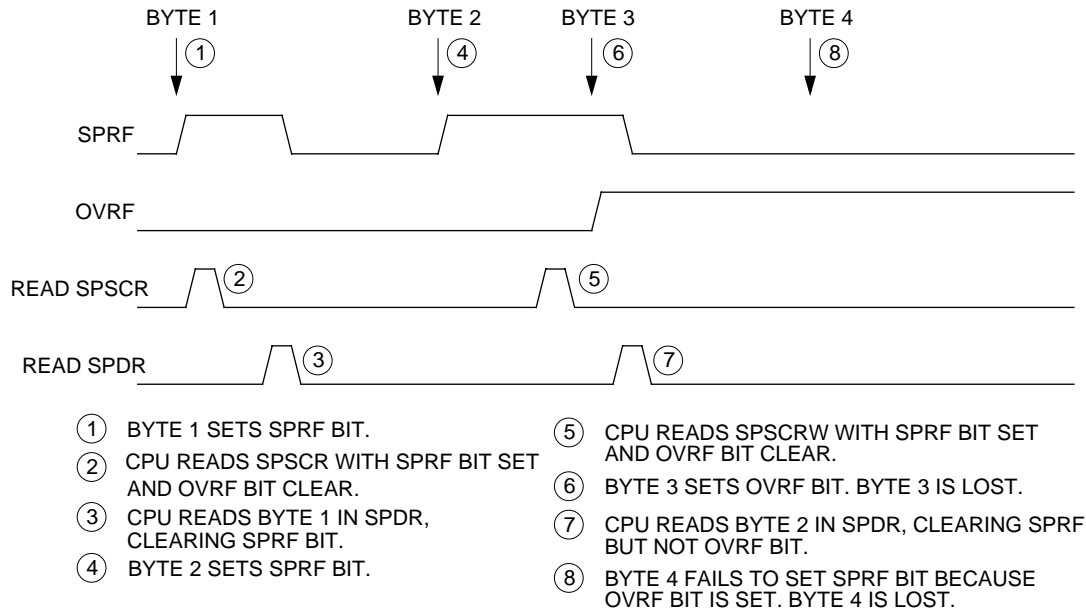 BYTE 1 BYTE 2 BYTE 3 BYTE 4
1 4 6 8
SPRF
OVRF
READ SPSCR 2 5
READ SPDR 3 7
1 BYTE 1 SETS SPRF BIT.
2 CPU READS SPSCR WITH SPRF BIT SET
AND OVRF BIT CLEAR.
3 CPU READS BYTE 1 IN SPDR,
CLEARING SPRF BIT.
4 BYTE 2 SETS SPRF BIT.
5 CPU READS SPSCRW WITH SPRF BIT SET
AND OVRF BIT CLEAR.
6 BYTE 3 SETS OVRF BIT. BYTE 3 IS LOST.
7 CPU READS BYTE 2 IN SPDR, CLEARING SPRF
BUT NOT OVRF BIT.
8 BYTE 4 FAILS TO SET SPRF BIT BECAUSE
OVRF BIT IS SET. BYTE 4 IS LOST.